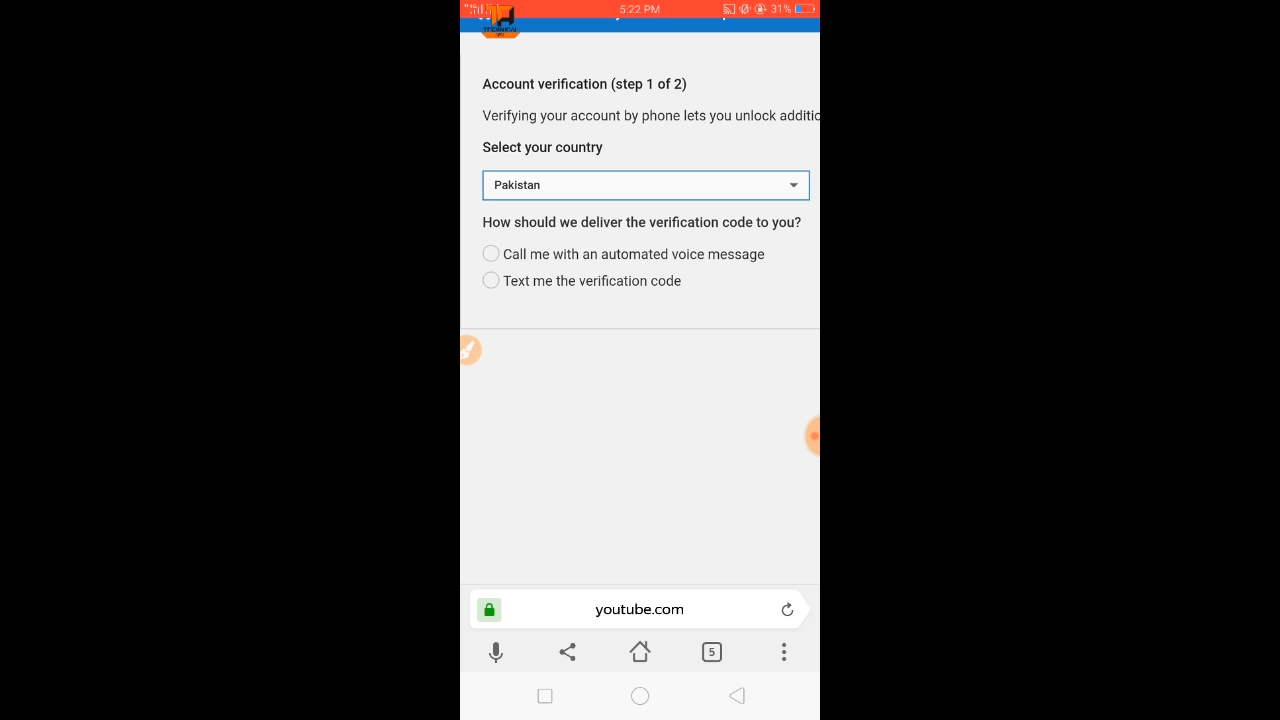 5:22 PM 31%
Account verification (step 1 of 2)
Verifying your account by phone lets you unlock additic
Select your country
Pakistan
How should we deliver the verification code to you?
Call me with an automated voice message
Text me the verification code
youtube.com
5